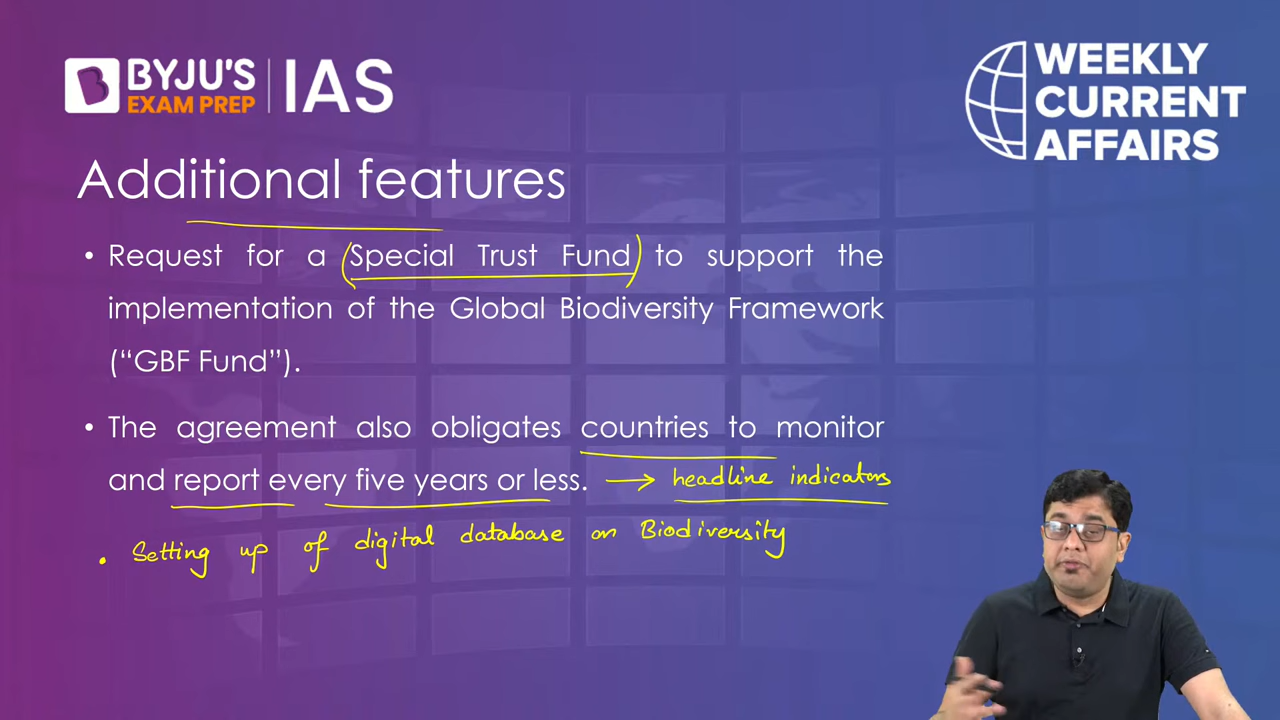 BYJU'S
EXAM PREP
IAS
WEEKLY
CURRENT
AFFAIRS
Additional features
• Request for a (Special Trust Fund) to support the
implementation of the Global Biodiversity Framework
(“GBF Fund”).
• The agreement also obligates countries to monitor
and report every five years or less. → headline indicators
• Setting up of digital database on Biodiversity